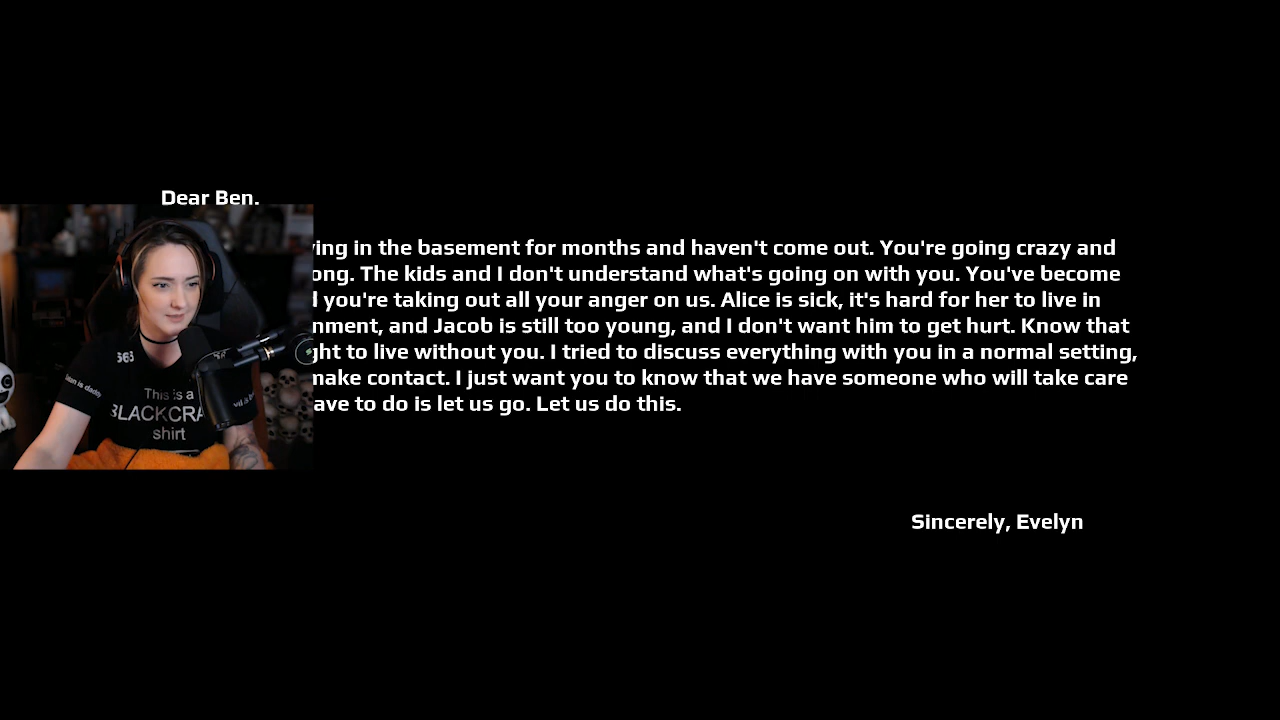 Dear Ben.
in the basement for months and haven't come out. You're going crazy and
The kids and I don't understand what's going on with you. You've become
you're taking out all your anger on us. Alice is sick, it's hard for her to live in
and Jacob is still too young, and I don't want him to get hurt. Know that
to live without you. I tried to discuss everything with you in a normal setting,
make contact. I just want you to know that we have someone who will take care
to do is let us go. Let us do this.
Sincerely, Evelyn
This is a
shirt